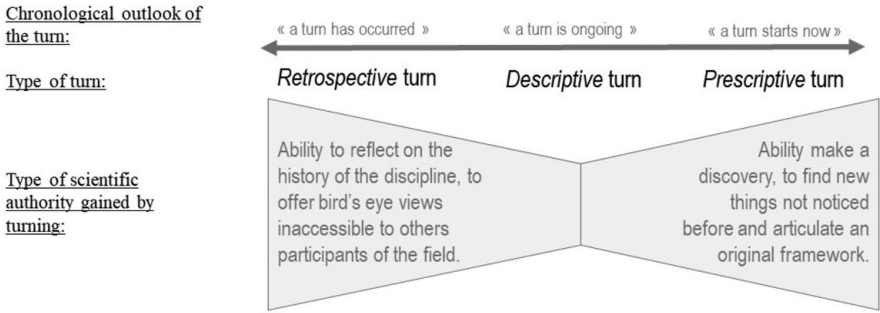 Chronological outlook of
the turn:
« a turn has occurred »
« a turn is ongoing »
« a turn starts now »
Type of turn:
Retrospective turn
Descriptive turn
Prescriptive turn
Type of scientific
authority gained by
turning:
Ability to reflect on the
history of the discipline, to
offer bird's eye views
inaccessible to others
participants of the field.
Ability make a
discovery, to find new
things not noticed
before and articulate an
original framework.